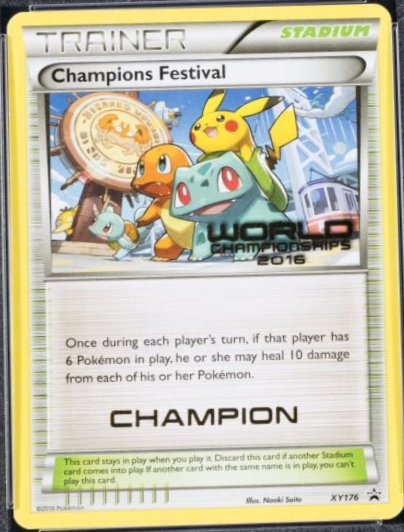 TRAINER
STADIUM
Champions Festival
WORLD
CHAMPIONSHIPS
2016
Once during each player's turn, if that player has
6 Pokémon in play, he or she may heal 10 damage
from each of his or her Pokémon.
CHAMPION
This card stays in play when you play it. Discard this card if another Stadium
card comes into play. If another card with the same name is in play, you can't
play this card.
©2016 Pokémon
Illus. Naoki Saito
XY176